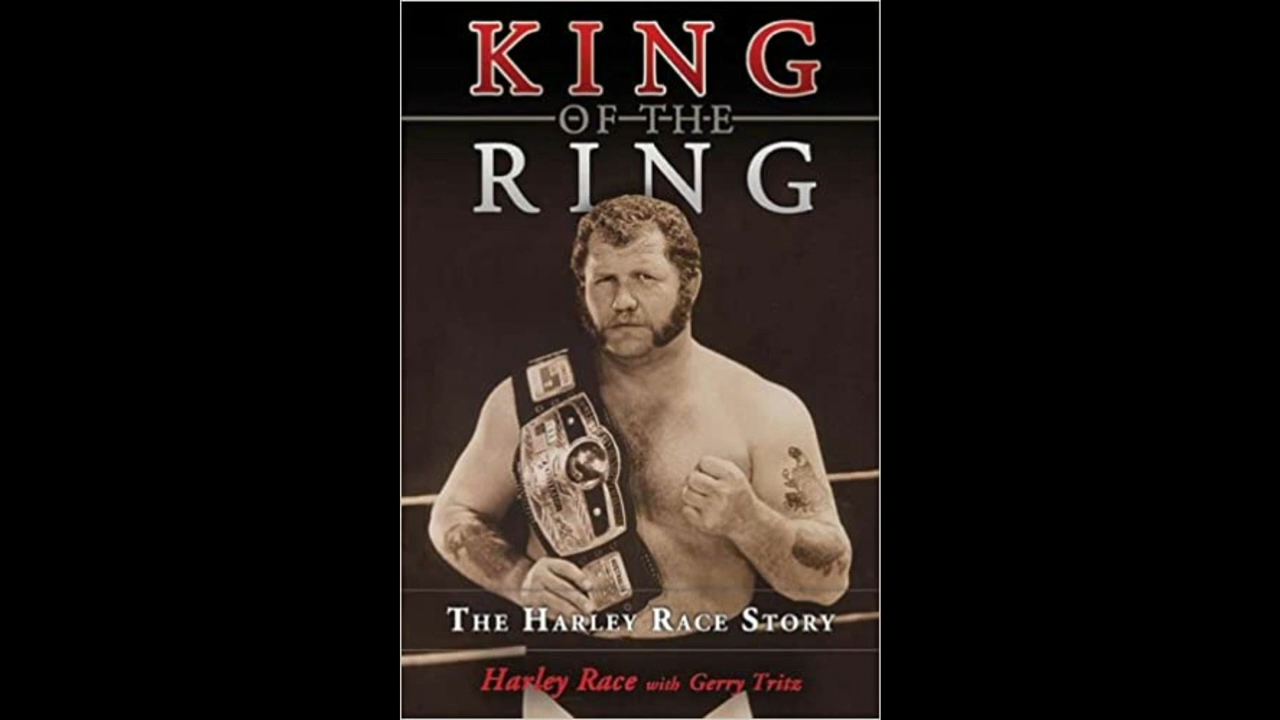 KING
OF THE
RING
THE HARLEY RACE STORY
Harley Race with Gerry Tritz